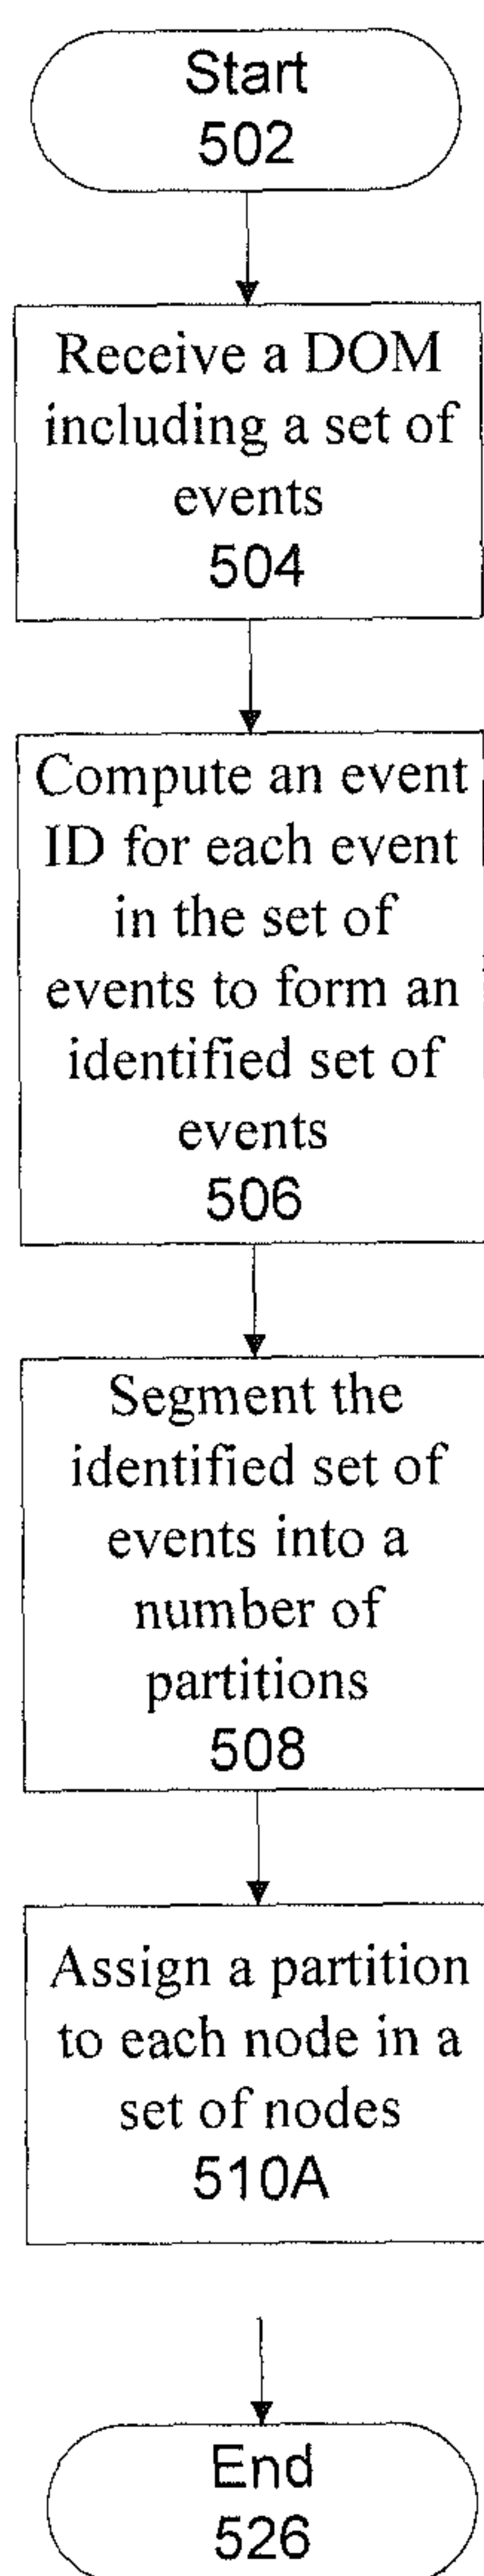 Start
502
Receive a DOM
including a set of
events
504
Compute an event
ID for each event
in the set of
events to form an
identified set of
events
506
Segment the
identified set of
events into a
number of
partitions
508
Assign a partition
to each node in a
set of nodes
510A
End
526